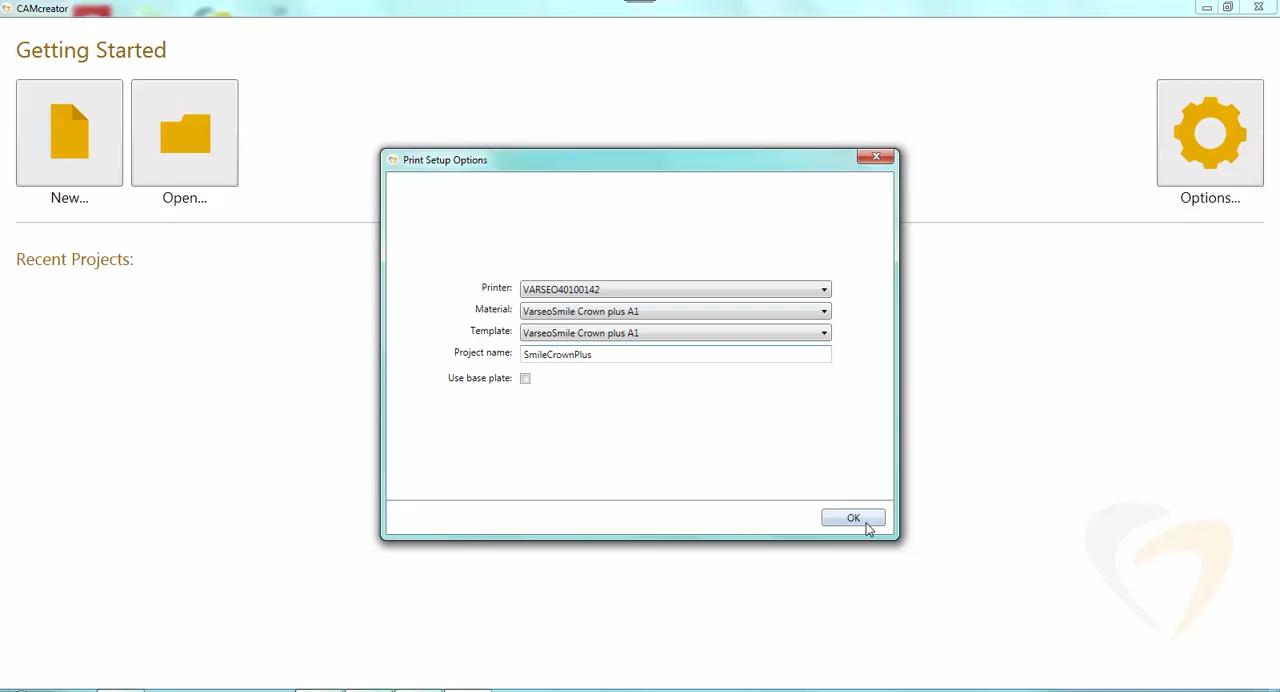 CAMcreator
Getting Started
New...
Open...
Options...
Recent Projects:
Print Setup Options
Printer: VARSEO40100142
Material: VarseoSmile Crown plus A1
Template: VarseoSmile Crown plus A1
Project name: SmileCrownPlus
Use base plate:
OK